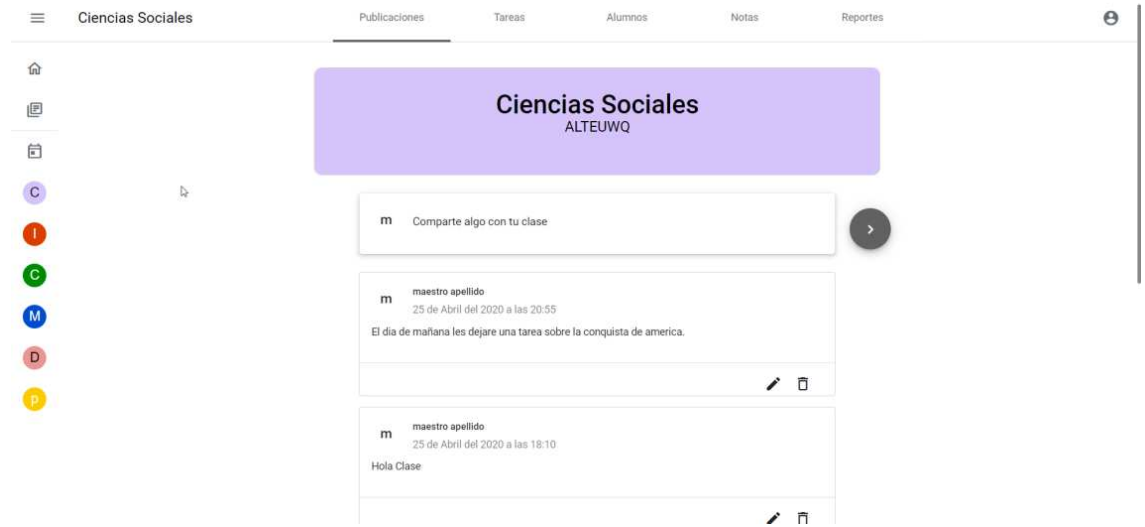 Ciencias Sociales
Publicaciones Tareas Alumnos Notas Reportes
Ciencias Sociales
ALTEUWQ
C
I
C
M
D
p
m Comparte algo con tu clase
m maestro apellido
25 de Abril del 2020 a las 20:55
El dia de mañana les dejare una tarea sobre la conquista de america.
m maestro apellido
25 de Abril del 2020 a las 18:10
Hola Clase